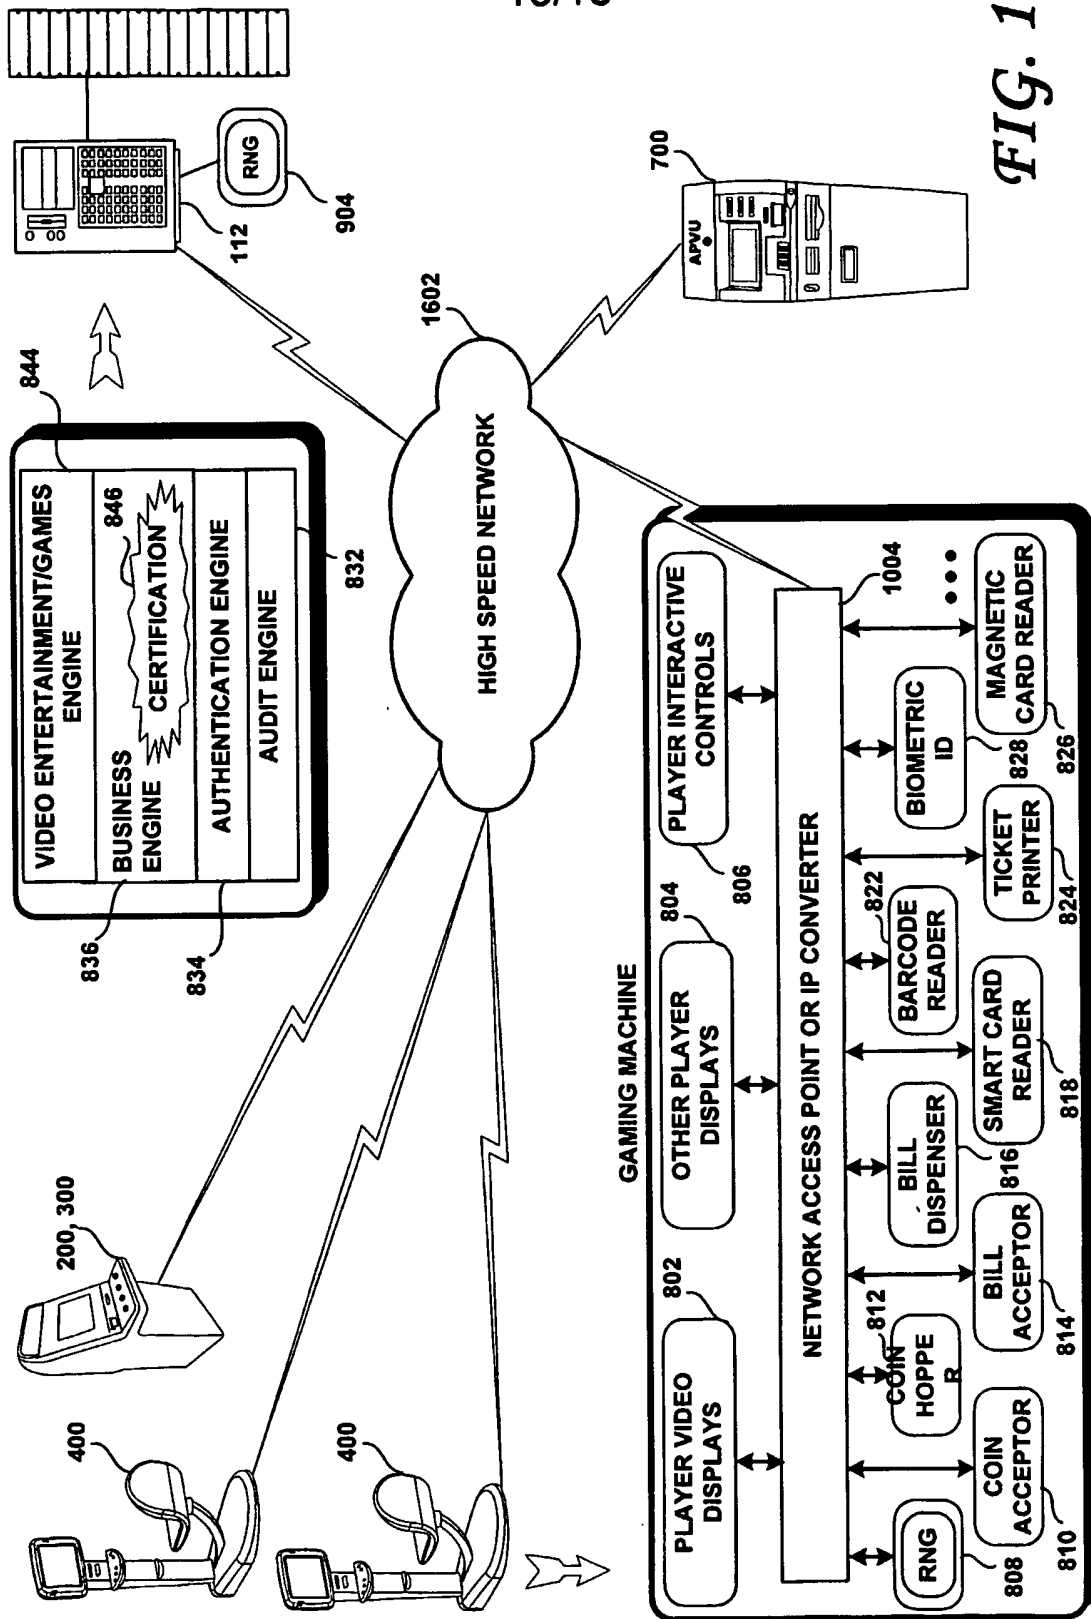 VIDEO ENTERTAINMENT/GAMES
ENGINE
844
BUSINESS
ENGINE
846
CERTIFICATION
836
AUTHENTICATION ENGINE
834
AUDIT ENGINE
832
RNG
112
904
200, 300
400
400
1602
HIGH SPEED NETWORK
APVU
700
GAMING MACHINE
PLAYER VIDEO
DISPLAYS
802
OTHER PLAYER
DISPLAYS
804
PLAYER INTERACTIVE
CONTROLS
806
NETWORK ACCESS POINT OR IP CONVERTER
1004
RNG
808
COIN
ACCEPTOR
810
COIN
HOPPE
R
812
BILL
ACCEPTOR
814
BILL
DISPENSER
816
SMART CARD
READER
818
BARCODE
READER
822
TICKET
PRINTER
824
BIOMETRIC
ID
828
MAGNETIC
CARD READER
826
FIG. 1